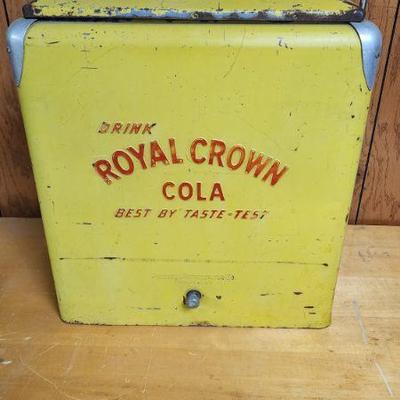 DRINK
ROYAL CROWN
COLA
BEST BY TASTE-TEST